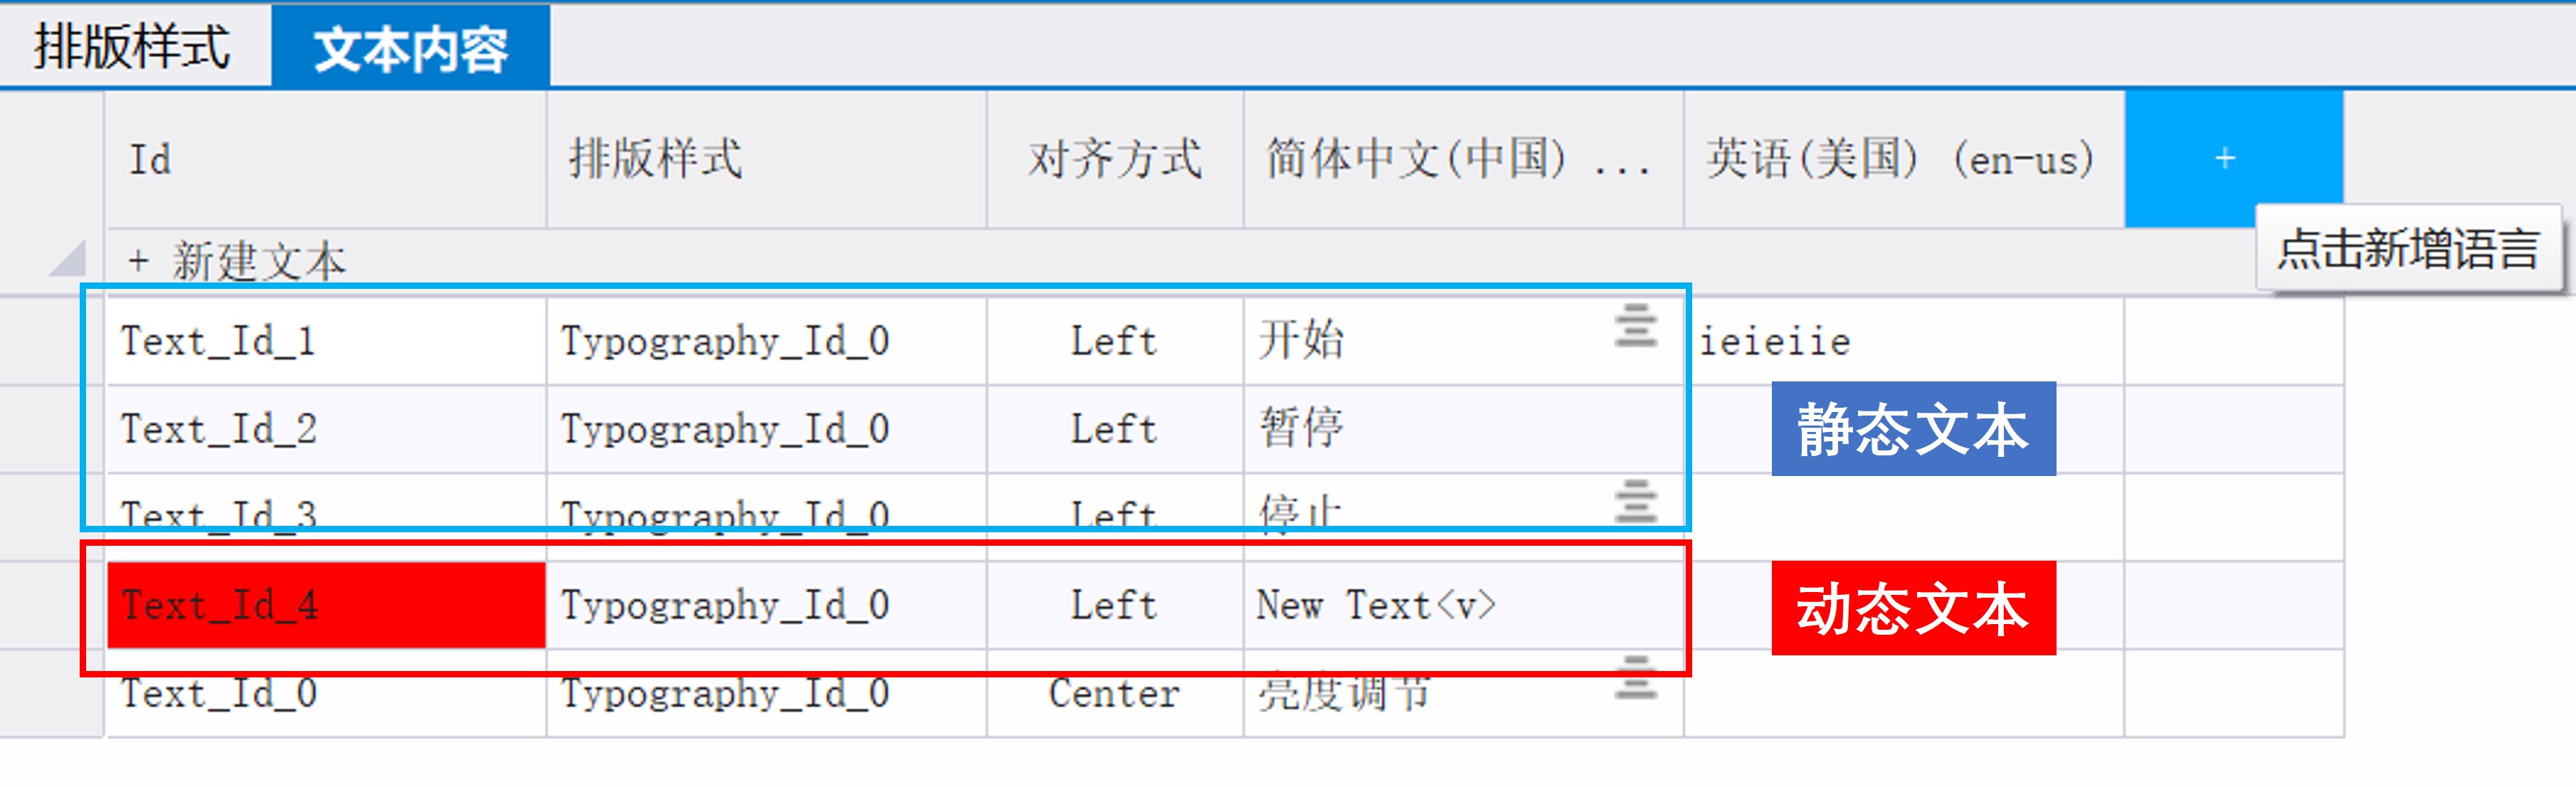 排版样式 文本内容
Id 排版样式 对齐方式 简体中文(中国) ... 英语(美国) (en-us) +
点击新增语言
+ 新建文本
Text_Id_1 Typography_Id_0 Left 开始 ieieiie
Text_Id_2 Typography_Id_0 Left 暂停 静态文本
Text_Id_3 Typography_Id_0 Left 停止
Text_Id_4 Typography_Id_0 Left New Text<v> 动态文本
Text_Id_0 Typography_Id_0 Center 亮度调节